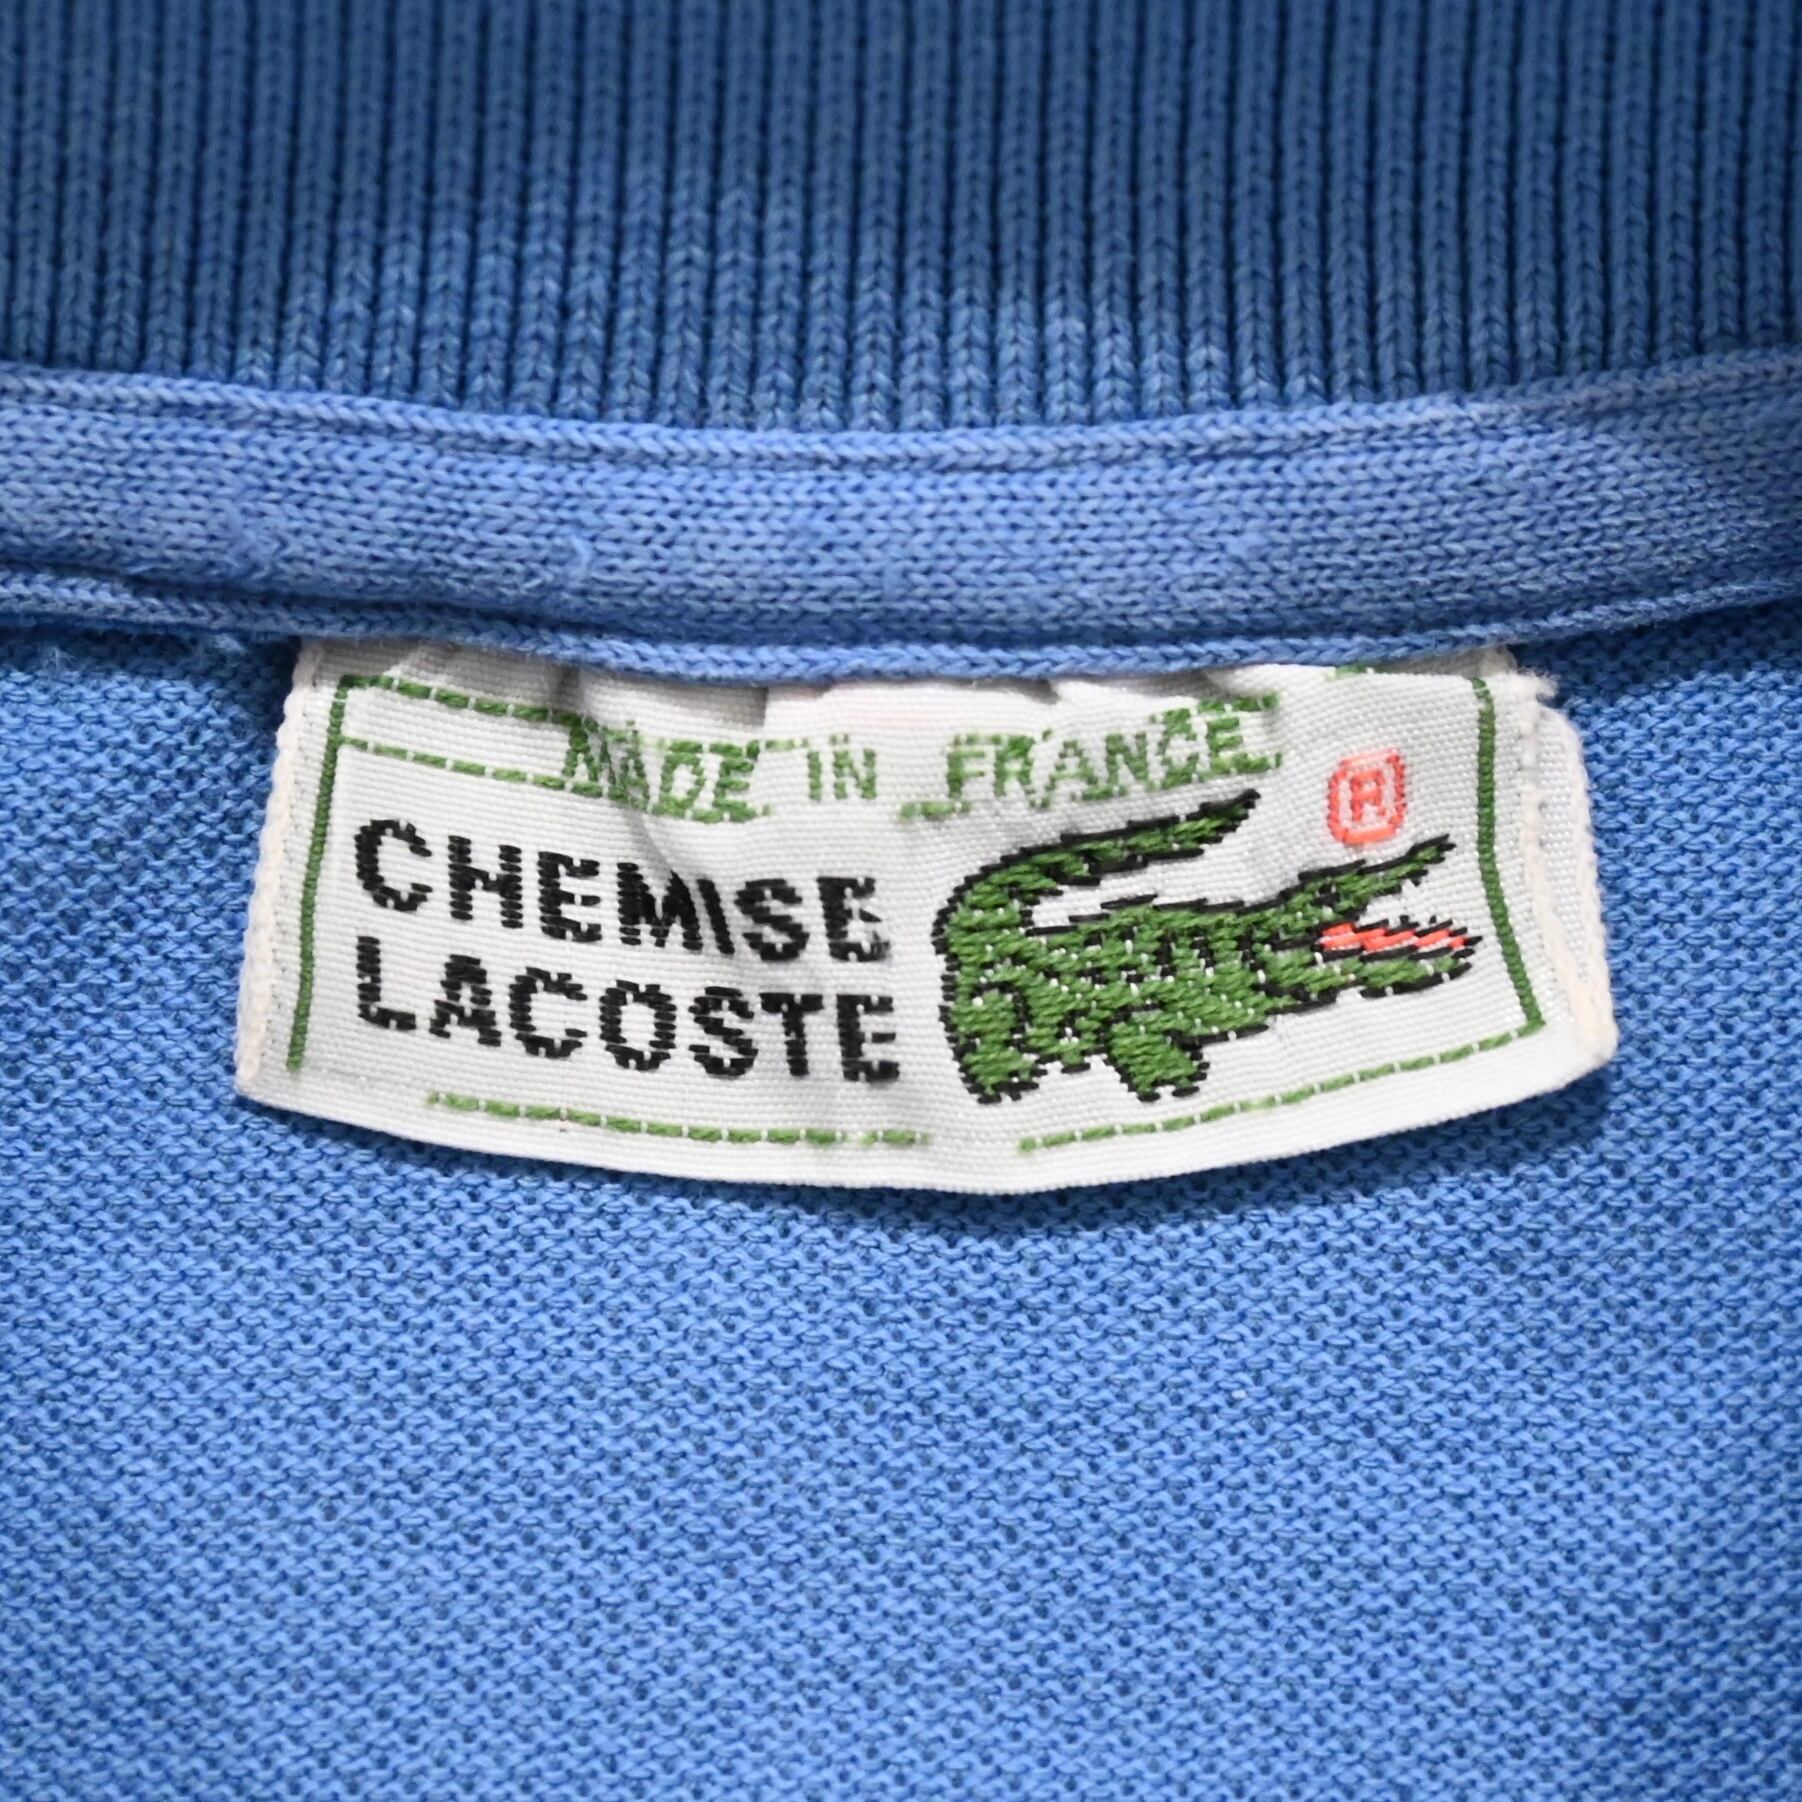 MADE IN FRANCE
®
CHEMISE
LACOSTE